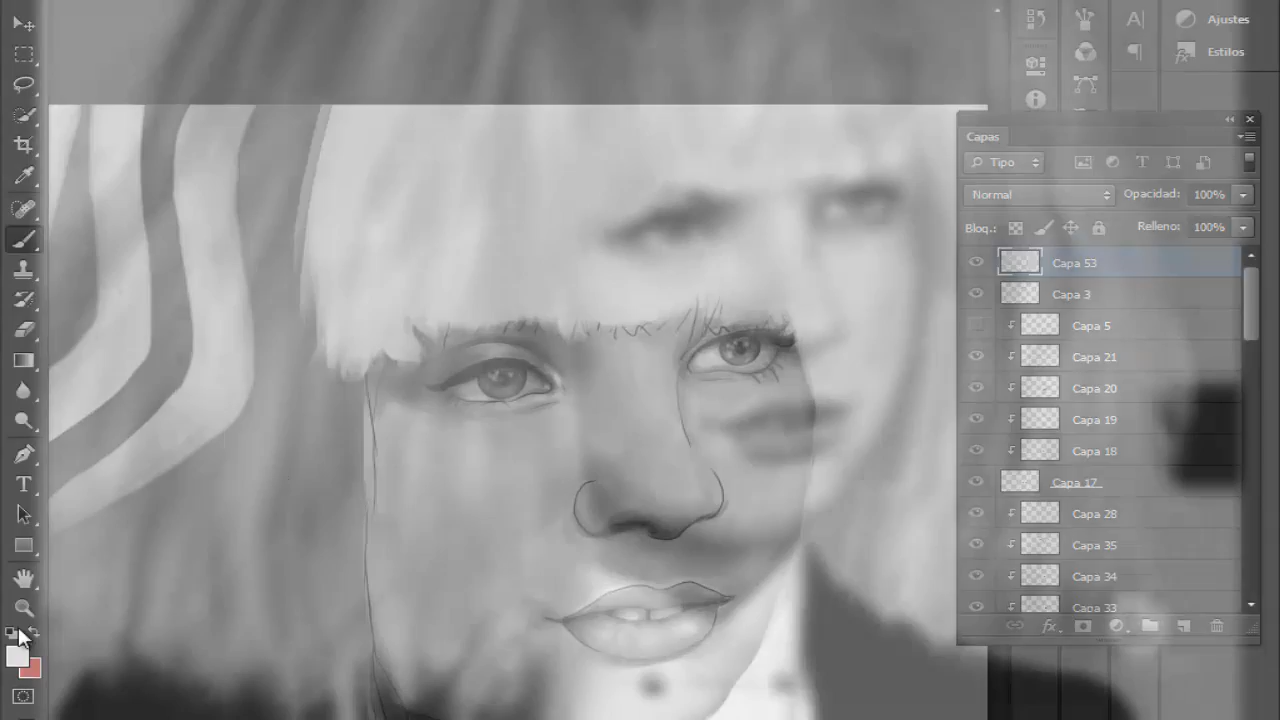 Ajustes
Estilos
Capas
Tipo
Normal Opacidad: 100%
Bloq.: Relleno: 100%
Capa 53
Capa 3
Capa 5
Capa 21
Capa 20
Capa 19
Capa 18
Capa 17
Capa 28
Capa 35
Capa 34
Capa 33